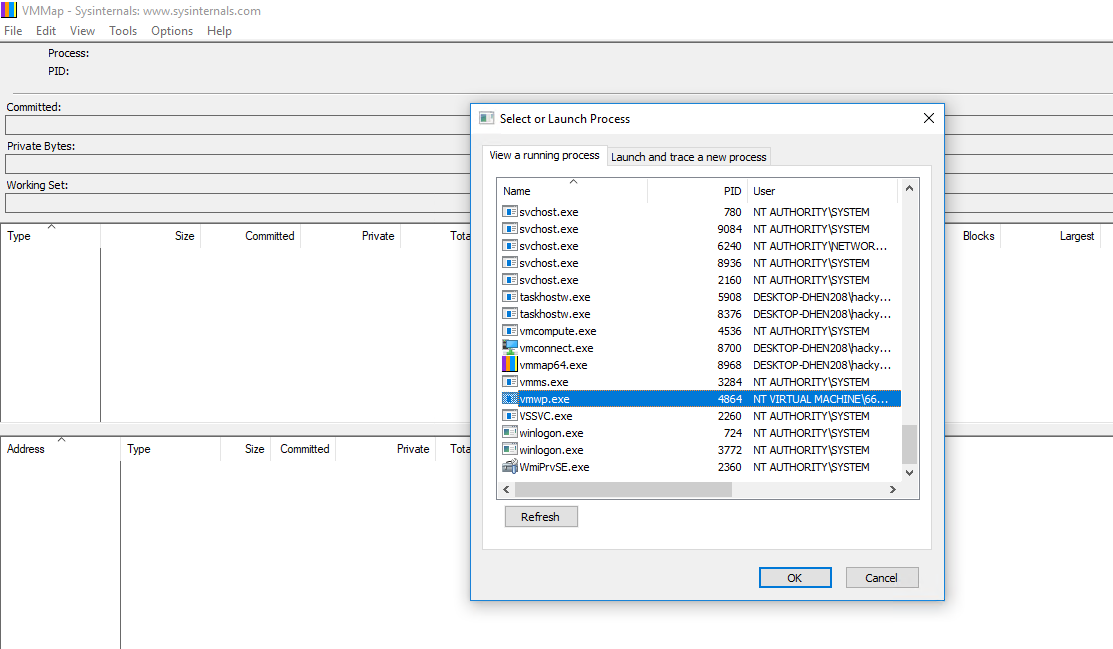 VMMap - Sysinternals: www.sysinternals.com
File Edit View Tools Options Help
Process:
PID:
Committed:
Private Bytes:
Working Set:
Type Size Committed Private Tota Blocks Largest
Address Type Size Committed Private Tota
Select or Launch Process
View a running process Launch and trace a new process
Name PID User
svchost.exe 780 NT AUTHORITY\SYSTEM
svchost.exe 9084 NT AUTHORITY\SYSTEM
svchost.exe 6240 NT AUTHORITY\NETWOR...
svchost.exe 8936 NT AUTHORITY\SYSTEM
svchost.exe 2160 NT AUTHORITY\SYSTEM
taskhostw.exe 5908 DESKTOP-DHEN208\hacky...
taskhostw.exe 8376 DESKTOP-DHEN208\hacky...
vmcompute.exe 4536 NT AUTHORITY\SYSTEM
vmconnect.exe 8700 DESKTOP-DHEN208\hacky...
vmmap64.exe 8968 DESKTOP-DHEN208\hacky...
vmms.exe 3284 NT AUTHORITY\SYSTEM
vmwp.exe 4864 NT VIRTUAL MACHINE\66...
VSSVC.exe 2260 NT AUTHORITY\SYSTEM
winlogon.exe 724 NT AUTHORITY\SYSTEM
winlogon.exe 3772 NT AUTHORITY\SYSTEM
WmiPrvSE.exe 2360 NT AUTHORITY\SYSTEM
Refresh
OK Cancel